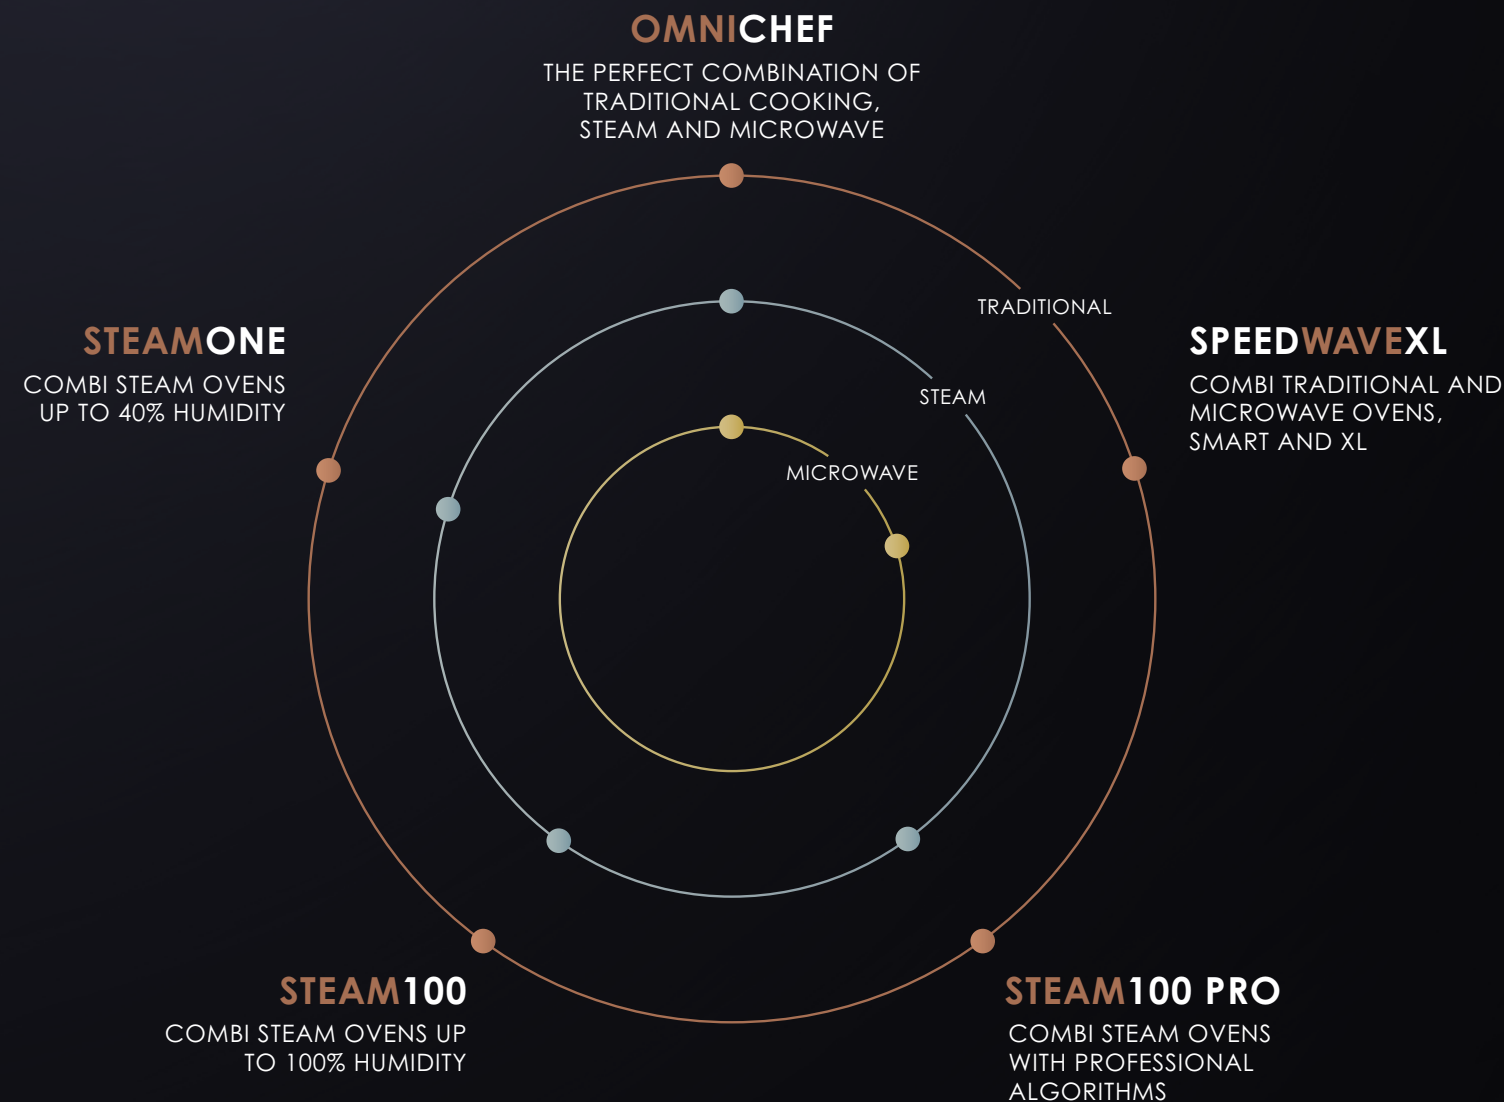 OMNICHEF
THE PERFECT COMBINATION OF
TRADITIONAL COOKING,
STEAM AND MICROWAVE
TRADITIONAL
STEAM
MICROWAVE
STEAMONE
COMBI STEAM OVENS
UP TO 40% HUMIDITY
SPEEDWAVEXL
COMBI TRADITIONAL AND
MICROWAVE OVENS,
SMART AND XL
STEAM100
COMBI STEAM OVENS UP
TO 100% HUMIDITY
STEAM100 PRO
COMBI STEAM OVENS
WITH PROFESSIONAL
ALGORITHMS